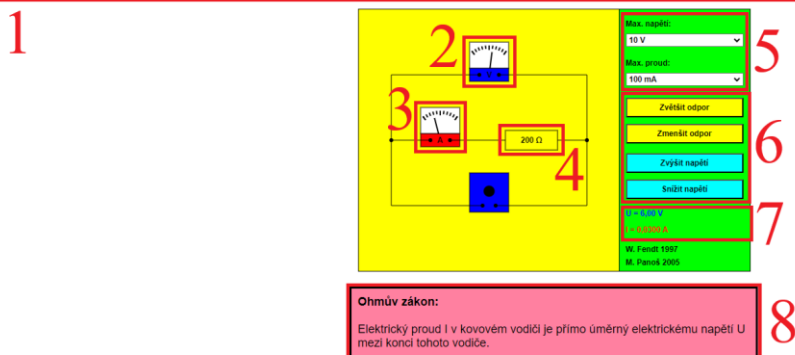 1
2
3
4
5
6
7
8
V
A
200 Ω
Max. napětí:
10 V
Max. proud:
100 mA
Zvětšit odpor
Zmenšit odpor
Zvýšit napětí
Snížit napětí
U = 6,00 V
I = 0,0300 A
W. Fendt 1997
M. Panoš 2005
Ohmův zákon:
Elektrický proud I v kovovém vodiči je přímo úměrný elektrickému napětí U
mezi konci tohoto vodiče.